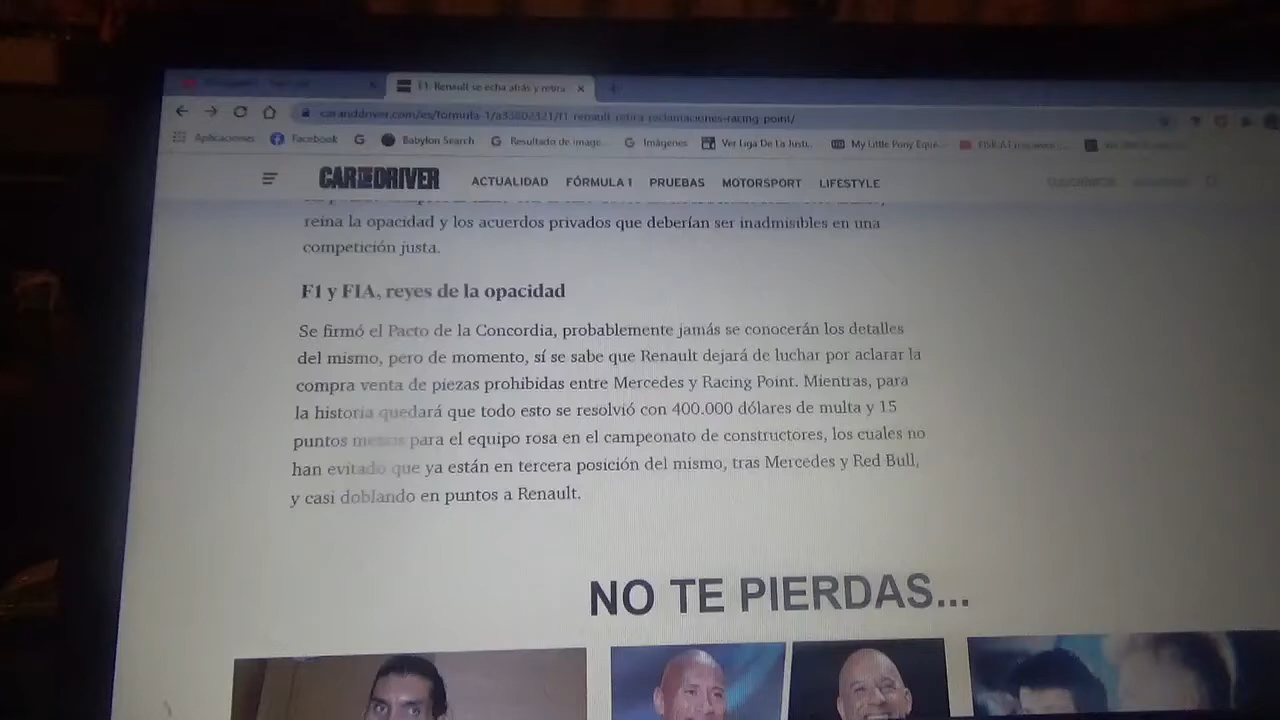 F1: Renault se echa atrás y retira
Aplicaciones Facebook G Babylon Search Resultado de image... Imágenes Ver Liga De La Justi... My Little Pony Eque...
CAR AND DRIVER ACTUALIDAD FÓRMULA 1 PRUEBAS MOTORSPORT LIFESTYLE
reina la opacidad y los acuerdos privados que deberían ser inadmisibles en una
competición justa.
F1 y FIA, reyes de la opacidad
Se firmó el Pacto de la Concordia, probablemente jamás se conocerán los detalles
del mismo, pero de momento, sí se sabe que Renault dejará de luchar por aclarar la
compra venta de piezas prohibidas entre Mercedes y Racing Point. Mientras, para
la historia quedará que todo esto se resolvió con 400.000 dólares de multa y 15
puntos menos para el equipo rosa en el campeonato de constructores, los cuales no
han evitado que ya están en tercera posición del mismo, tras Mercedes y Red Bull,
y casi doblando en puntos a Renault.
NO TE PIERDAS...